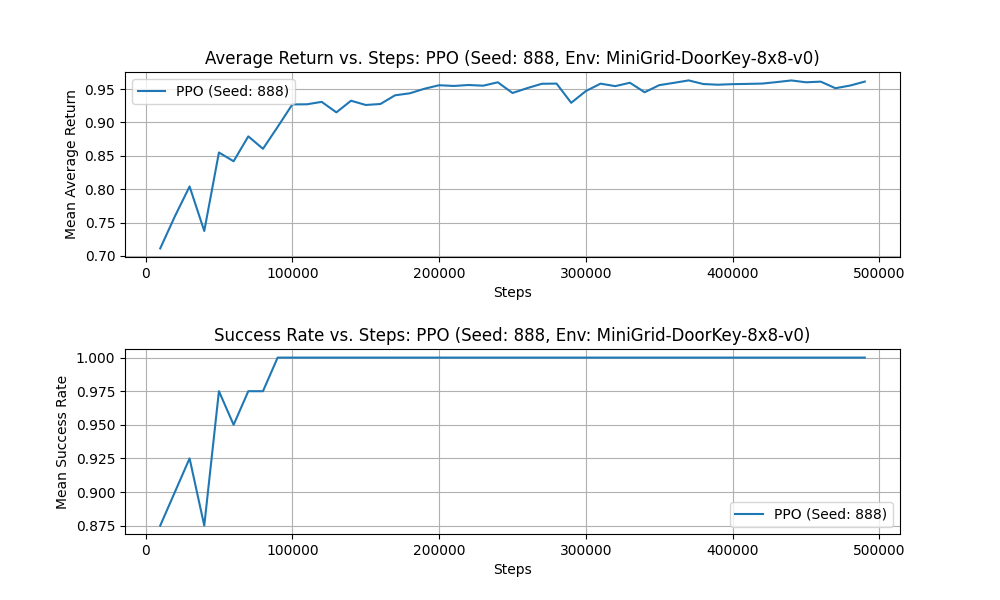 Average Return vs. Steps: PPO (Seed: 888, Env: MiniGrid-DoorKey-8x8-v0)
PPO (Seed: 888)
Mean Average Return
0.95
0.90
0.85
0.80
0.75
0.70
0 100000 200000 300000 400000 500000
Steps
Success Rate vs. Steps: PPO (Seed: 888, Env: MiniGrid-DoorKey-8x8-v0)
Mean Success Rate
1.000
0.975
0.950
0.925
0.900
0.875
PPO (Seed: 888)
0 100000 200000 300000 400000 500000
Steps